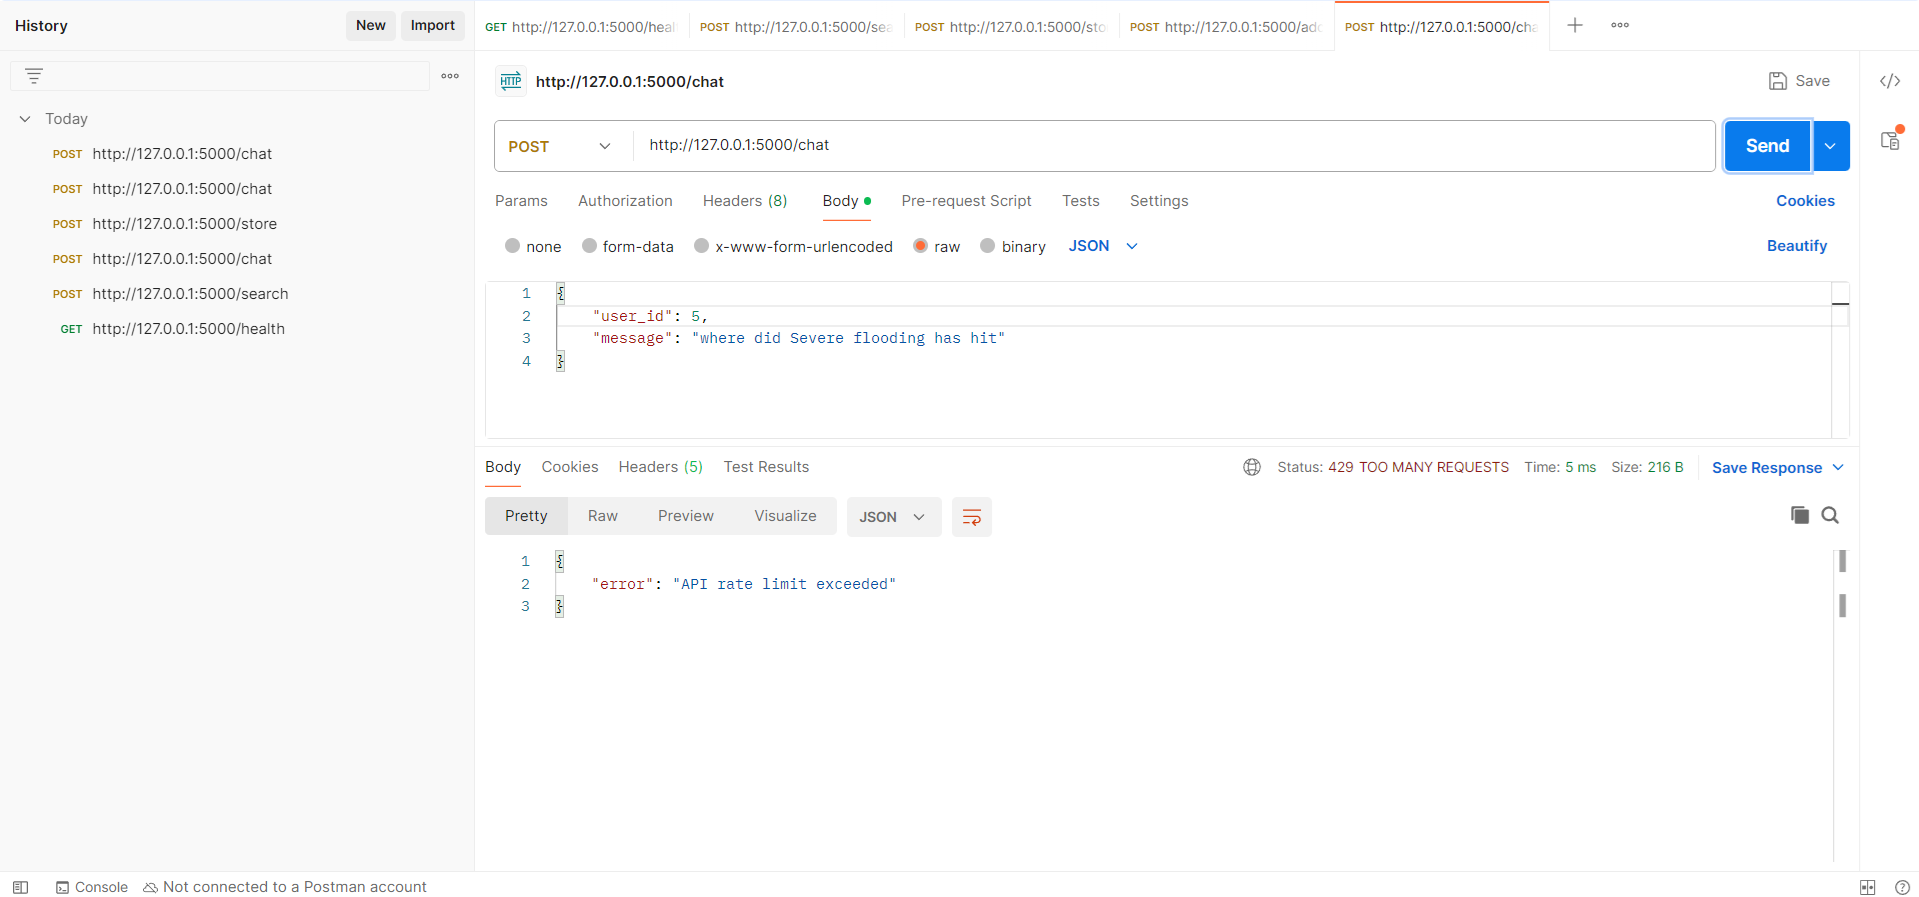 History
New
Import
GET http://127.0.0.1:5000/heal
POST http://127.0.0.1:5000/sea
POST http://127.0.0.1:5000/sto
POST http://127.0.0.1:5000/add
POST http://127.0.0.1:5000/cha
Today
POST http://127.0.0.1:5000/chat
POST http://127.0.0.1:5000/chat
POST http://127.0.0.1:5000/store
POST http://127.0.0.1:5000/chat
POST http://127.0.0.1:5000/search
GET http://127.0.0.1:5000/health
HTTP http://127.0.0.1:5000/chat
Save
POST http://127.0.0.1:5000/chat
Send
Params Authorization Headers (8) Body Pre-request Script Tests Settings Cookies
none form-data x-www-form-urlencoded raw binary JSON Beautify
1 {
2 "user_id": 5,
3 "message": "where did Severe flooding has hit"
4 }
Body Cookies Headers (5) Test Results Status: 429 TOO MANY REQUESTS Time: 5 ms Size: 216 B Save Response
Pretty Raw Preview Visualize JSON
1 {
2 "error": "API rate limit exceeded"
3 }
Console Not connected to a Postman account